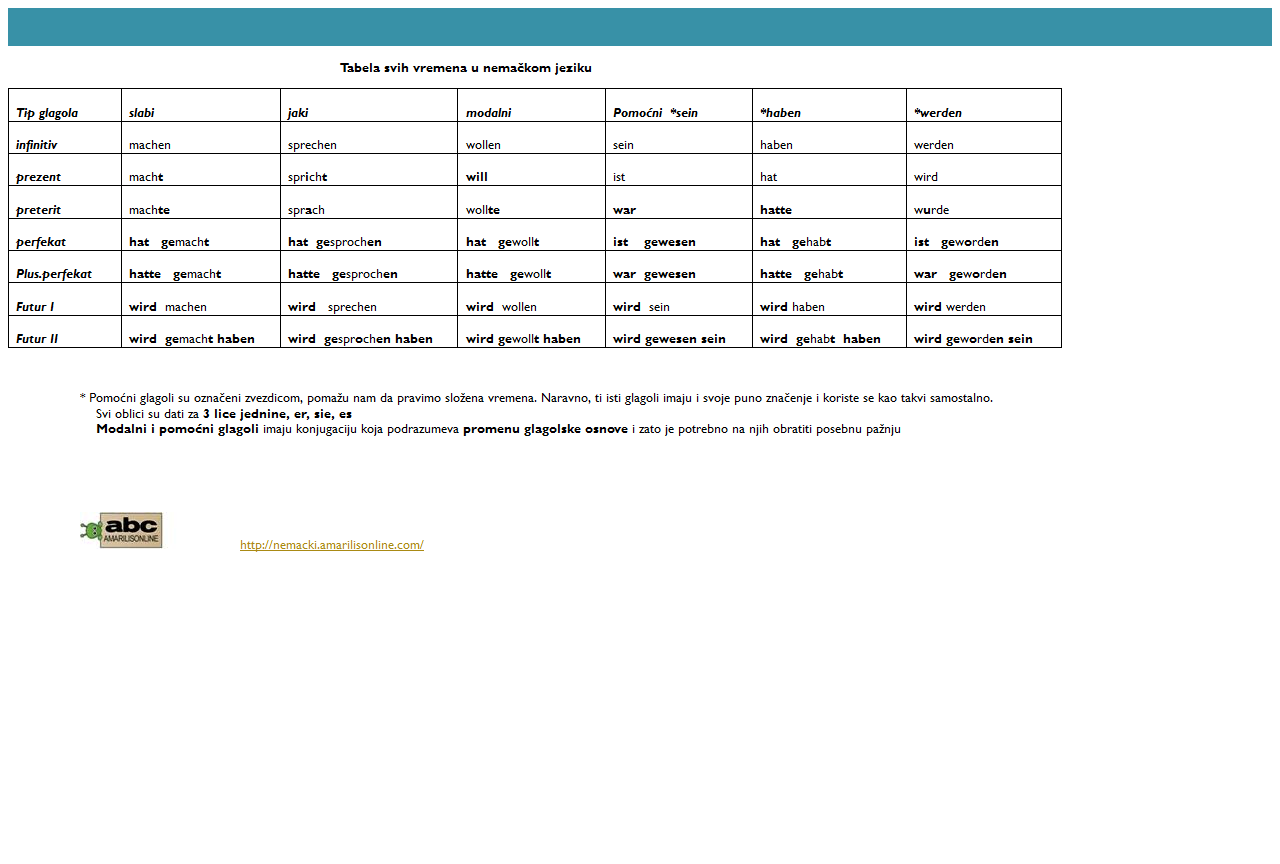 Tabela svih vremena u nemačkom jeziku
Tip glagola slabi jaki modalni Pomoćni *sein *haben *werden
infinitiv machen sprechen wollen sein haben werden
prezent macht spricht will ist hat wird
preterit machte sprach wollte war hatte wurde
perfekat hat gemacht hat gesprochen hat gewollt ist gewesen hat gehabt ist geworden
Plus.perfekat hatte gemacht hatte gesprochen hatte gewollt war gewesen hatte gehabt war geworden
Futur I wird machen wird sprechen wird wollen wird sein wird haben wird werden
Futur II wird gemacht haben wird gesprochen haben wird gewollt haben wird gewesen sein wird gehabt haben wird geworden sein
* Pomoćni glagoli su označeni zvezdicom, pomažu nam da pravimo složena vremena. Naravno, ti isti glagoli imaju i svoje puno značenje i koriste se kao takvi samostalno.
Svi oblici su dati za 3 lice jednine, er, sie, es
Modalni i pomoćni glagoli imaju konjugaciju koja podrazumeva promenu glagolske osnove i zato je potrebno na njih obratiti posebnu pažnju
abc
AMARILISONLINE
http://nemacki.amarilisonline.com/